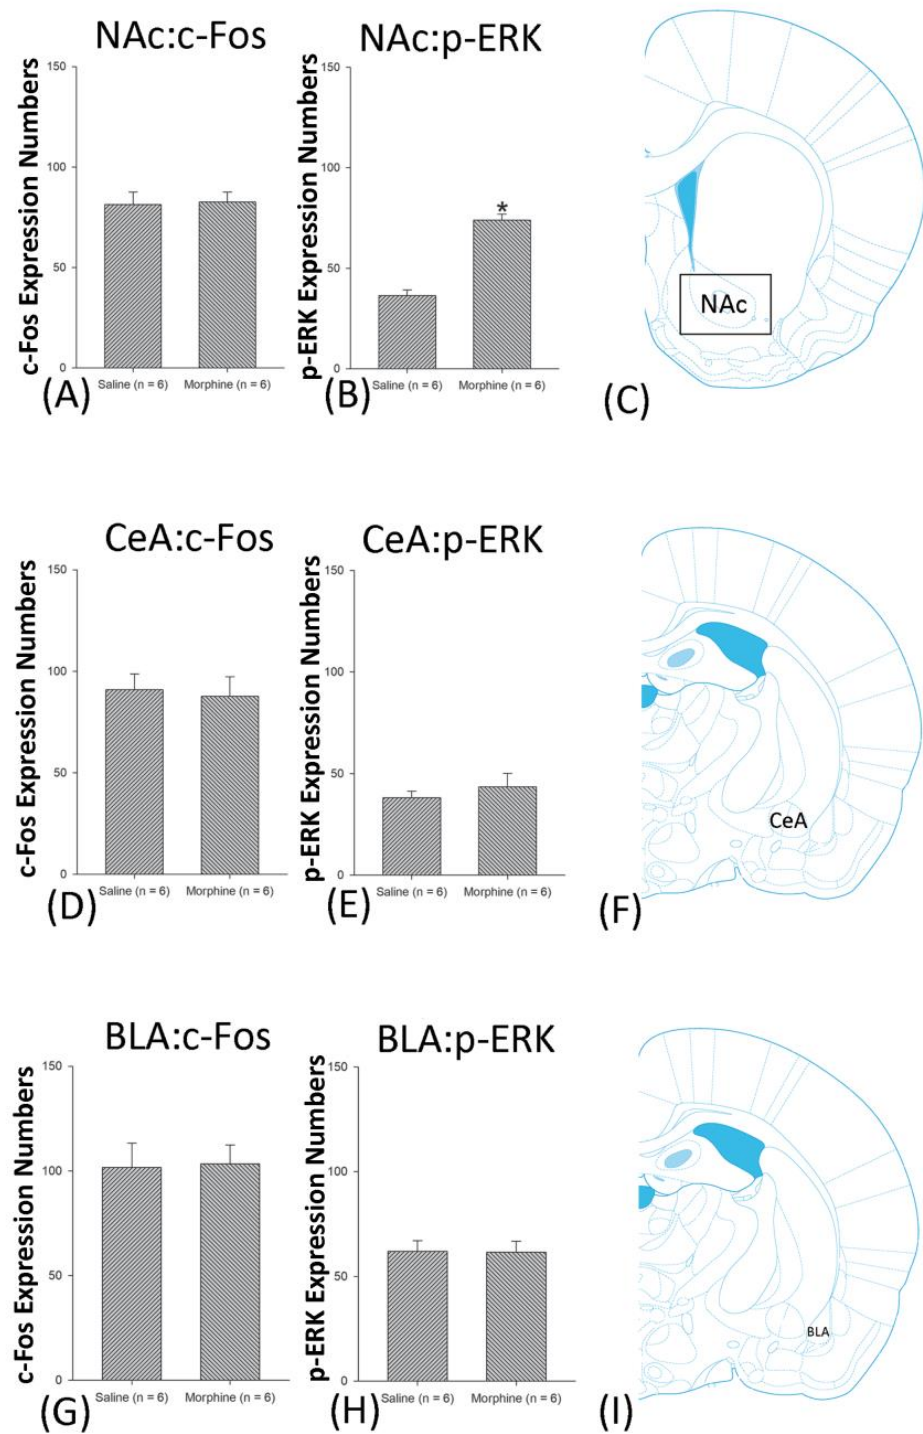 NAc:c-Fos
c-Fos Expression Numbers
150
100
50
0
Saline (n = 6) Morphine (n = 6)
(A)
NAc:p-ERK
p-ERK Expression Numbers
150
100
50
0
*
Saline (n = 6) Morphine (n = 6)
(B)
NAc
(C)
CeA:c-Fos
c-Fos Expression Numbers
150
100
50
0
Saline (n = 6) Morphine (n = 6)
(D)
CeA:p-ERK
p-ERK Expression Numbers
150
100
50
0
Saline (n = 6) Morphine (n = 6)
(E)
CeA
(F)
BLA:c-Fos
c-Fos Expression Numbers
150
100
50
0
Saline (n = 6) Morphine (n = 6)
(G)
BLA:p-ERK
p-ERK Expression Numbers
150
100
50
0
Saline (n = 6) Morphine (n = 6)
(H)
BLA
(I)